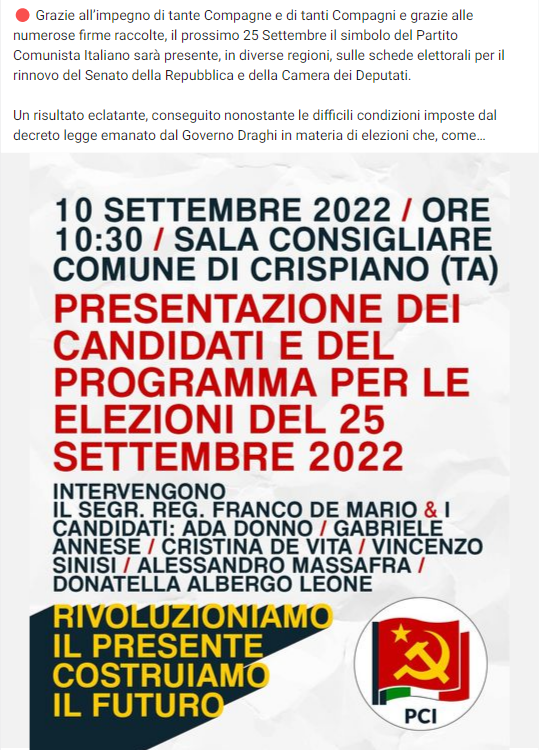 Grazie all'impegno di tante Compagne e di tanti Compagni e grazie alle
numerose firme raccolte, il prossimo 25 Settembre il simbolo del Partito
Comunista Italiano sarà presente, in diverse regioni, sulle schede elettorali per il
rinnovo del Senato della Repubblica e della Camera dei Deputati.
Un risultato eclatante, conseguito nonostante le difficili condizioni imposte dal
decreto legge emanato dal Governo Draghi in materia di elezioni che, come…
10 SETTEMBRE 2022 / ORE
10:30 / SALA CONSIGLIARE
COMUNE DI CRISPIANO (TA)
PRESENTAZIONE DEI
CANDIDATI E DEL
PROGRAMMA PER LE
ELEZIONI DEL 25
SETTEMBRE 2022
INTERVENGONO
IL SEGR. REG. FRANCO DE MARIO & I
CANDIDATI: ADA DONNO / GABRIELE
ANNESE / CRISTINA DE VITA / VINCENZO
SINISI / ALESSANDRO MASSAFRA /
DONATELLA ALBERGO LEONE
RIVOLUZIONIAMO
IL PRESENTE
COSTRUIAMO
IL FUTURO
PCI